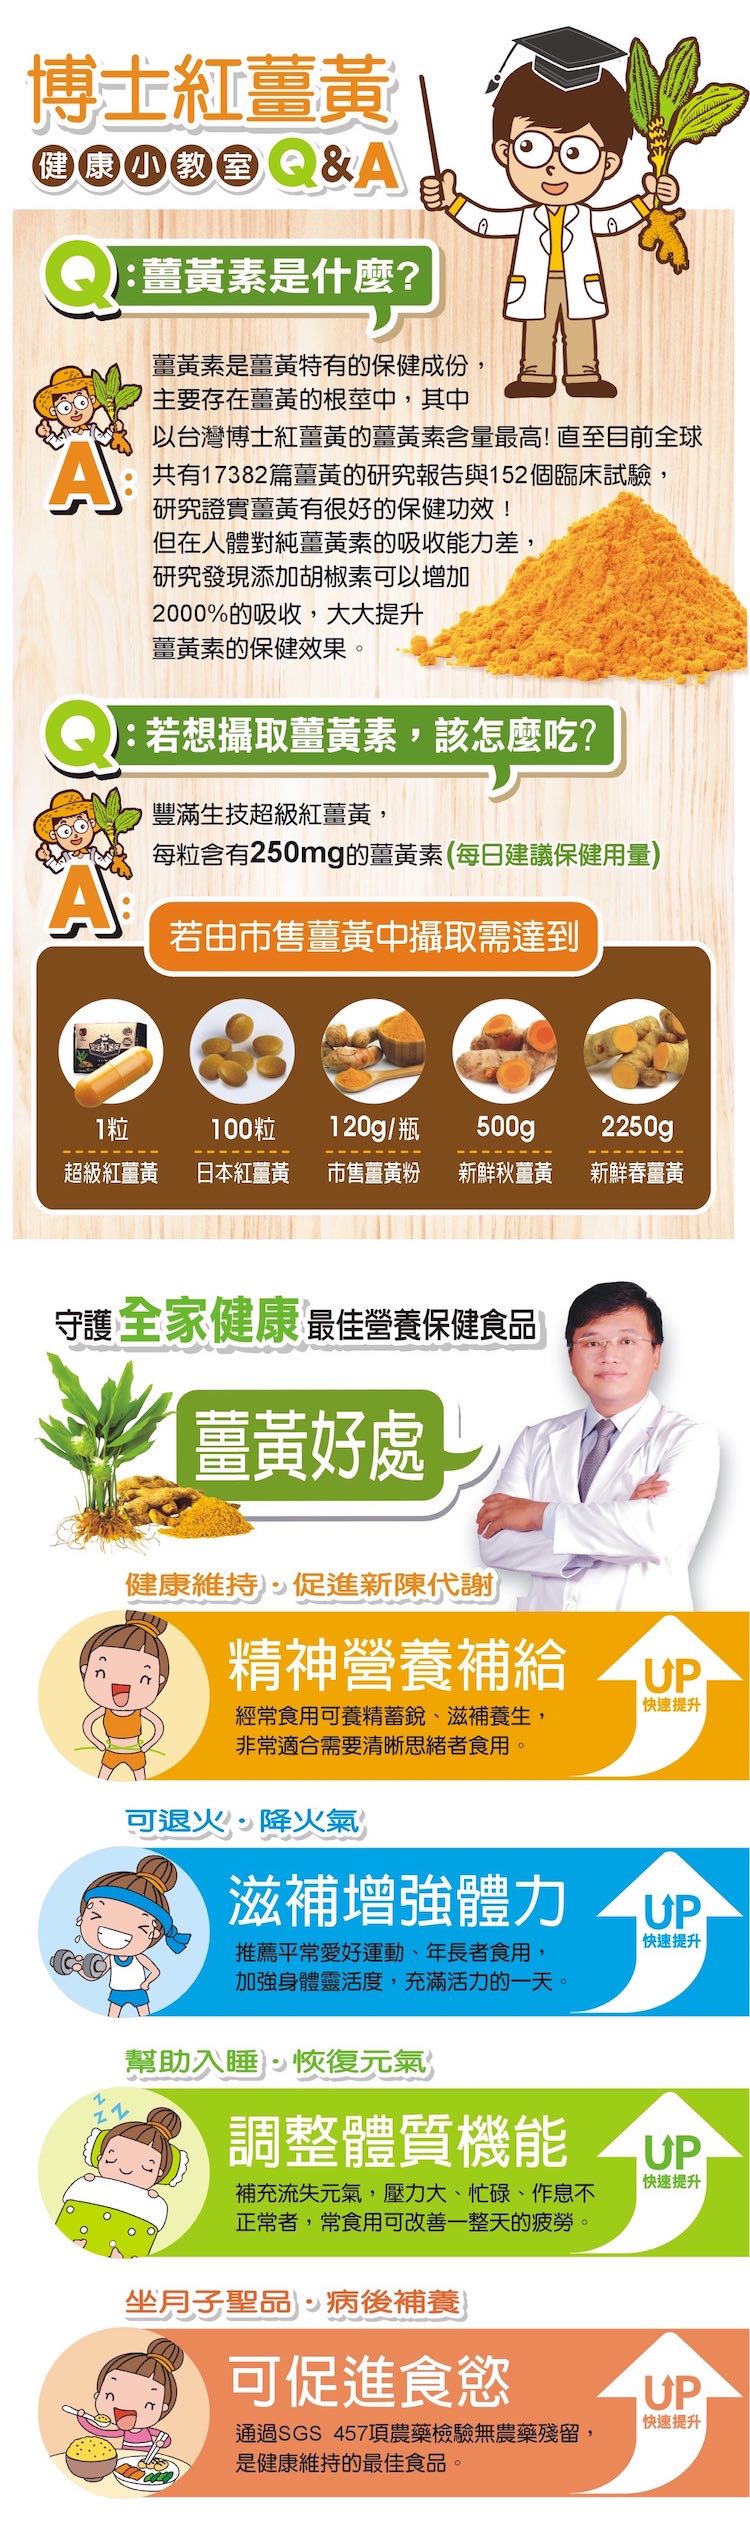 博士紅薑黃
健康小教室Q&A
Q:薑黃素是什麼?
薑黃素是薑黃特有的保健成份，
主要存在薑黃的根莖中，其中
A:
以台灣博士紅薑黃的薑黃素含量最高! 直至目前全球
共有17382篇薑黃的研究報告與152個臨床試驗，
研究證實薑黃有很好的保健功效！
但在人體對純薑黃素的吸收能力差，
研究發現添加胡椒素可以增加
2000%的吸收，大大提升
薑黃素的保健效果。
Q:若想攝取薑黃素，該怎麼吃?
豐滿生技超級紅薑黃，
每粒含有250mg的薑黃素(每日建議保健用量)
A:
若由市售薑黃中攝取需達到
1粒 100粒 120g/瓶 500g 2250g
超級紅薑黃 日本紅薑黃 市售薑黃粉 新鮮秋薑黃 新鮮春薑黃
守護全家健康最佳營養保健食品
薑黃好處
健康維持·促進新陳代謝
精神營養補給
經常食用可養精蓄銳、滋補養生，
非常適合需要清晰思緒者食用。
UP
快速提升
可退火·降火氣
滋補增強體力
推薦平常愛好運動、年長者食用，
加強身體靈活度，充滿活力的一天。
UP
快速提升
幫助入睡·恢復元氣
Z Z Z
調整體質機能
補充流失元氣，壓力大、忙碌、作息不
正常者，常食用可改善一整天的疲勞。
UP
快速提升
坐月子聖品·病後補養
可促進食慾
通過SGS 457項農藥檢驗無農藥殘留，
是健康維持的最佳食品。
UP
快速提升